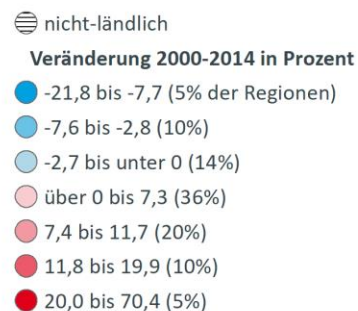 nicht-ländlich
Veränderung 2000-2014 in Prozent
-21,8 bis -7,7 (5% der Regionen)
-7,6 bis -2,8 (10%)
-2,7 bis unter 0 (14%)
über 0 bis 7,3 (36%)
7,4 bis 11,7 (20%)
11,8 bis 19,9 (10%)
20,0 bis 70,4 (5%)